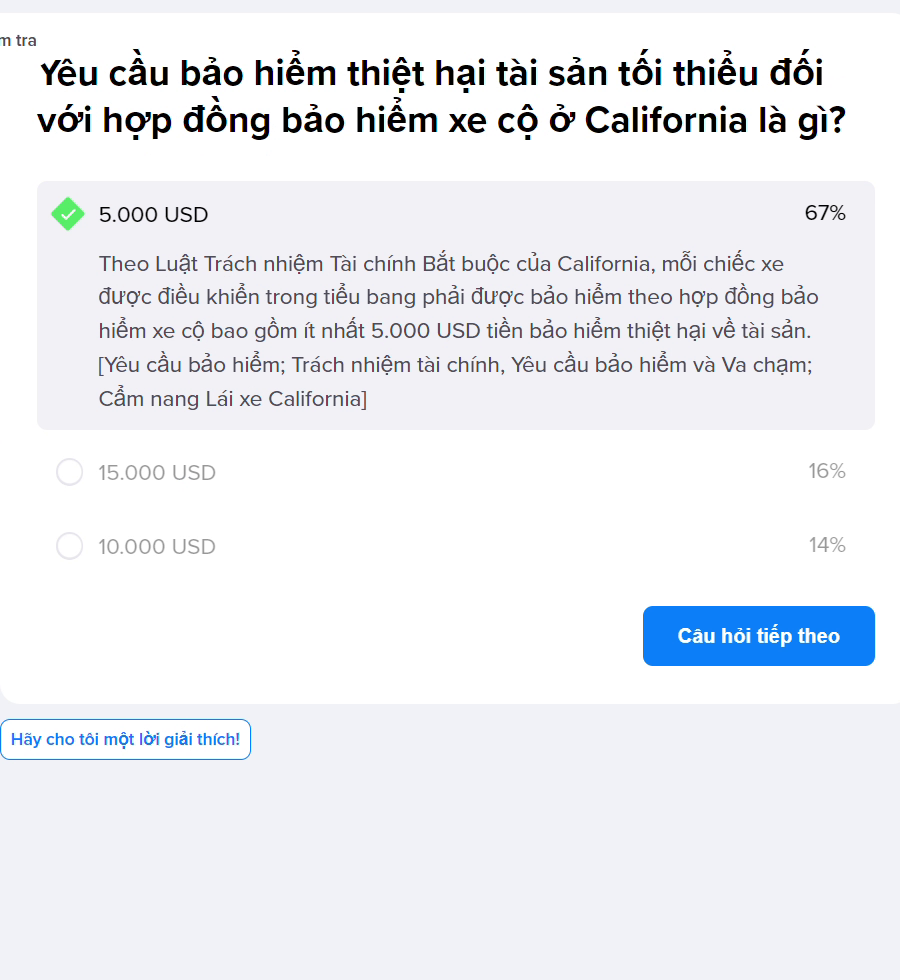 m tra
Yêu cầu bảo hiểm thiệt hại tài sản tối thiểu đối
với hợp đồng bảo hiểm xe cộ ở California là gì?
5.000 USD 67%
Theo Luật Trách nhiệm Tài chính Bắt buộc của California, mỗi chiếc xe
được điều khiển trong tiểu bang phải được bảo hiểm theo hợp đồng bảo
hiểm xe cộ bao gồm ít nhất 5.000 USD tiền bảo hiểm thiệt hại về tài sản.
[Yêu cầu bảo hiểm; Trách nhiệm tài chính, Yêu cầu bảo hiểm và Va chạm;
Cẩm nang Lái xe California]
15.000 USD 16%
10.000 USD 14%
Câu hỏi tiếp theo
Hãy cho tôi một lời giải thích!